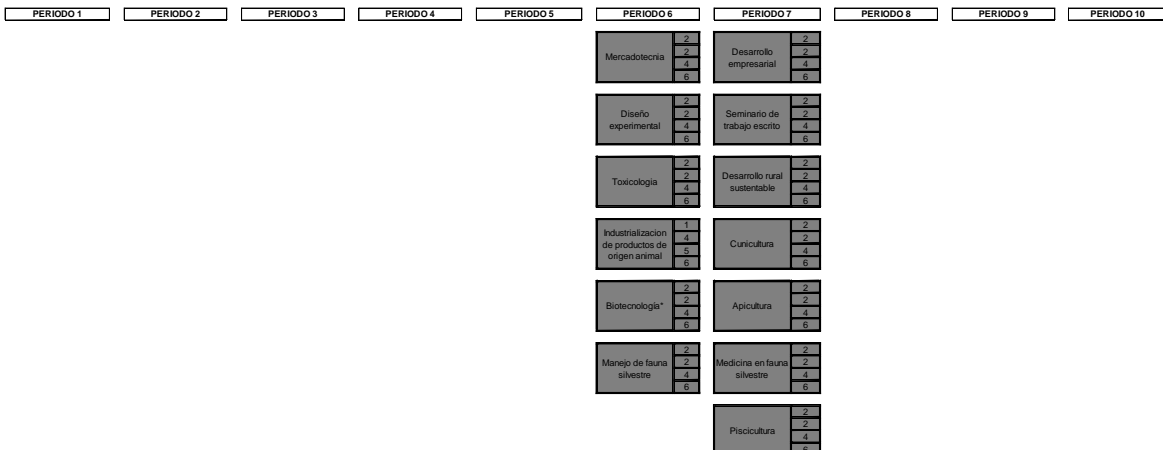 PERIODO 1 PERIODO 2 PERIODO 3 PERIODO 4 PERIODO 5 PERIODO 6 PERIODO 7 PERIODO 8 PERIODO 9 PERIODO 10
Mercadotecnia
2
2
4
6
Desarrollo
empresarial
2
2
4
6
Diseño
experimental
2
2
4
6
Seminario de
trabajo escrito
2
2
4
6
Toxicologia
2
2
4
6
Desarrollo rural
sustentable
2
2
4
6
Industrializacion
de productos de
origen animal
1
4
5
6
Cunicultura
2
2
4
6
Biotecnología*
2
2
4
6
Apicultura
2
2
4
6
Manejo de fauna
silvestre
2
2
4
6
Medicina en fauna
silvestre
2
2
4
6
Piscicultura
2
2
4